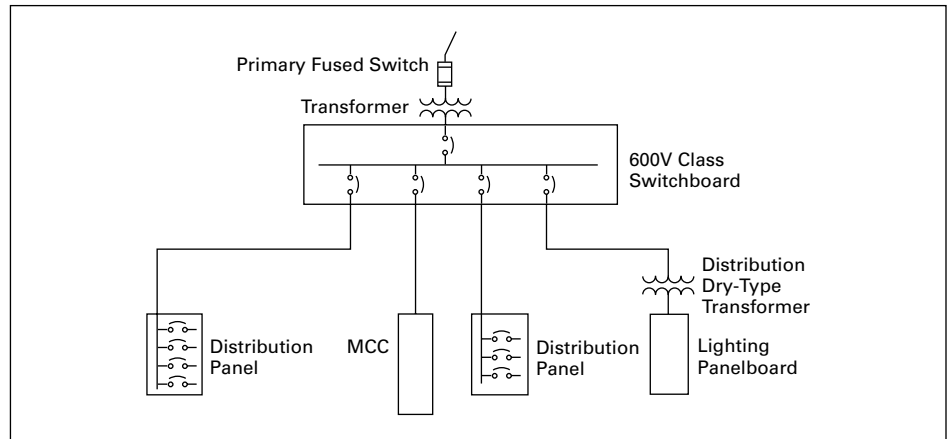 Primary Fused Switch
Transformer
600V Class
Switchboard
Distribution
Dry-Type
Transformer
Distribution
Panel
MCC
Distribution
Panel
Lighting
Panelboard